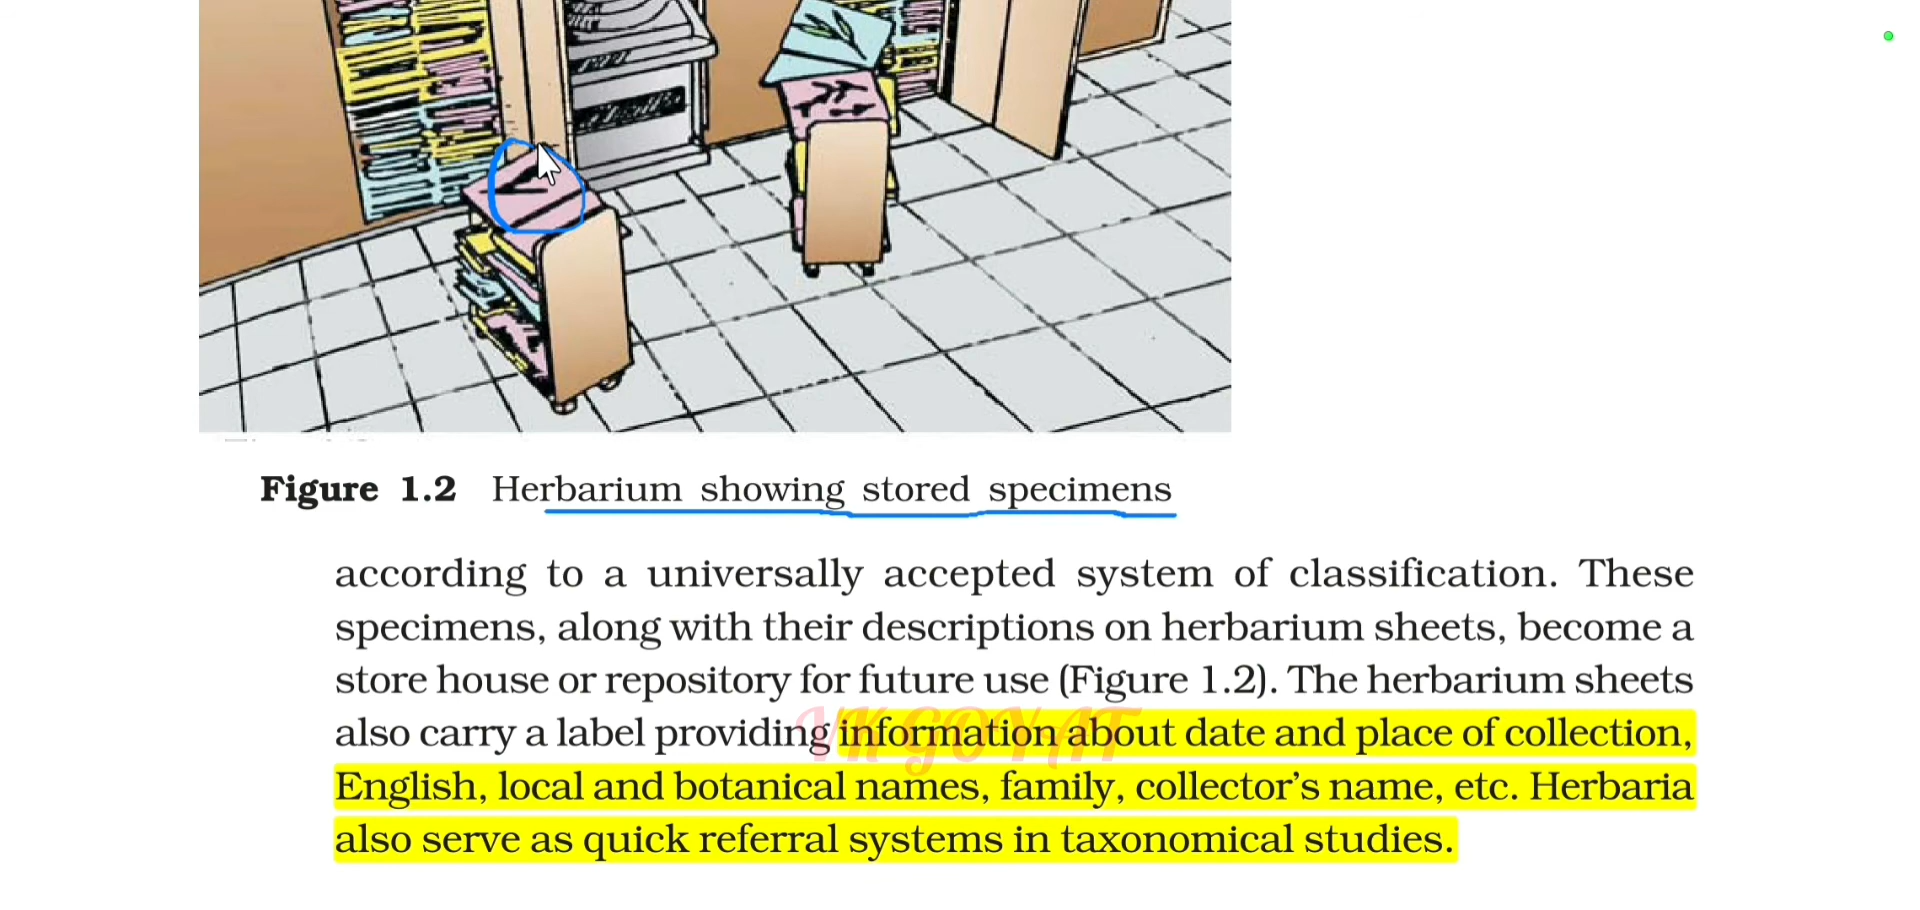 Figure 1.2 Herbarium showing stored specimens
according to a universally accepted system of classification. These
specimens, along with their descriptions on herbarium sheets, become a
store house or repository for future use (Figure 1.2). The herbarium sheets
also carry a label providing information about date and place of collection,
English, local and botanical names, family, collector's name, etc. Herbaria
also serve as quick referral systems in taxonomical studies.
VK GOYAT